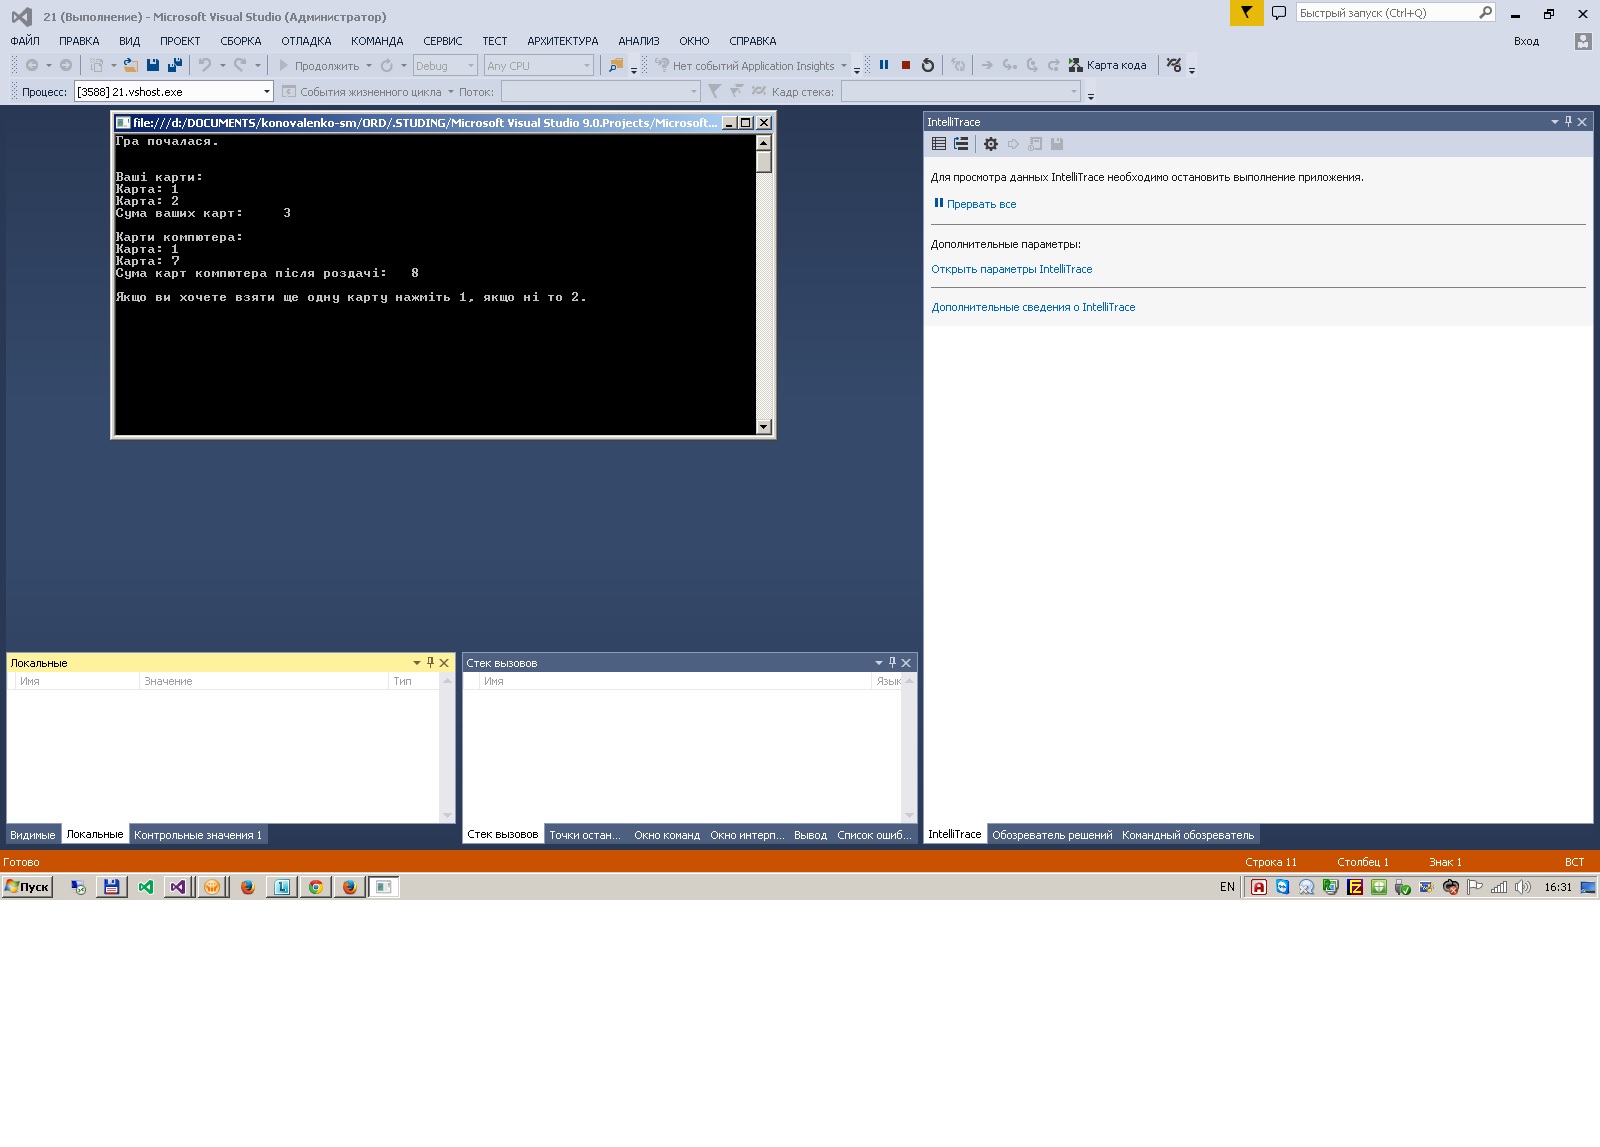 21 (Выполнение) - Microsoft Visual Studio (Администратор)
Быстрый запуск (Ctrl+Q)
ФАЙЛ ПРАВКА ВИД ПРОЕКТ СБОРКА ОТЛАДКА КОМАНДА СЕРВИС ТЕСТ АРХИТЕКТУРА АНАЛИЗ ОКНО СПРАВКА Вход
Продолжить Debug Any CPU Нет событий Application Insights Карта кода
Процесс: [3588] 21.vshost.exe События жизненного цикла Поток: Кадр стека:
file:///d:/DOCUMENTS/konovalenko-sm/ORD/.STUDING/Microsoft Visual Studio 9.0.Projects/Microsoft...
Гра почалася.
Ваші карти:
Карта: 1
Карта: 2
Сума ваших карт: 3
Карти компютера:
Карта: 1
Карта: 7
Сума карт компютера після роздачі: 8
Якщо ви хочете взяти ще одну карту нажміть 1, якщо ні то 2.
IntelliTrace
Для просмотра данных IntelliTrace необходимо остановить выполнение приложения.
Прервать все
Дополнительные параметры:
Открыть параметры IntelliTrace
Дополнительные сведения о IntelliTrace
Локальные
Имя Значение Тип
Видимые Локальные Контрольные значения 1
Стек вызовов
Имя Язык
Стек вызовов Точки остан... Окно команд Окно интерп... Вывод Список ошиб...
IntelliTrace Обозреватель решений Командный обозреватель
Готово Строка 11 Столбец 1 Знак 1 ВСТ
Пуск EN 16:31